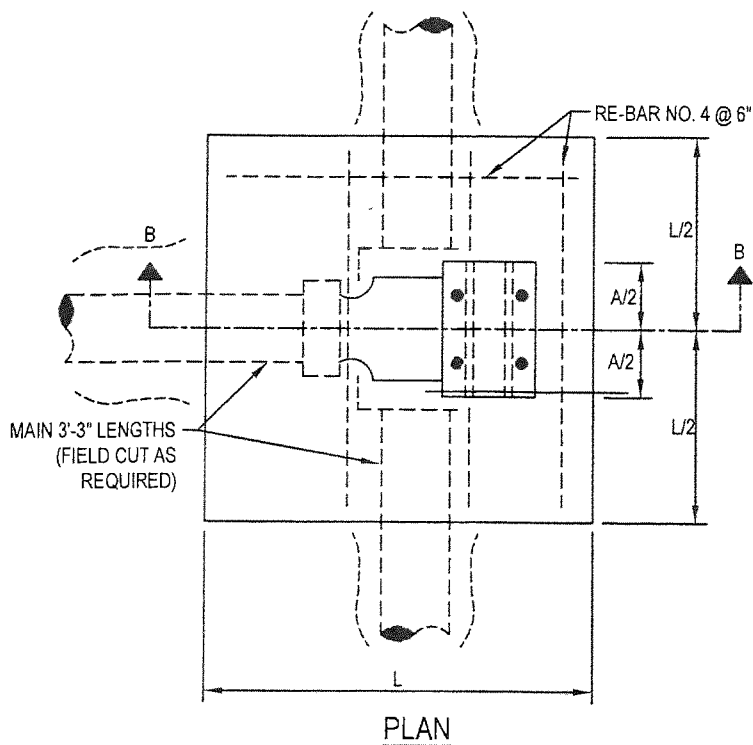 RE-BAR NO. 4 @ 6"
B
B
L/2
A/2
A/2
L/2
MAIN 3'-3" LENGTHS
(FIELD CUT AS
REQUIRED)
L
PLAN